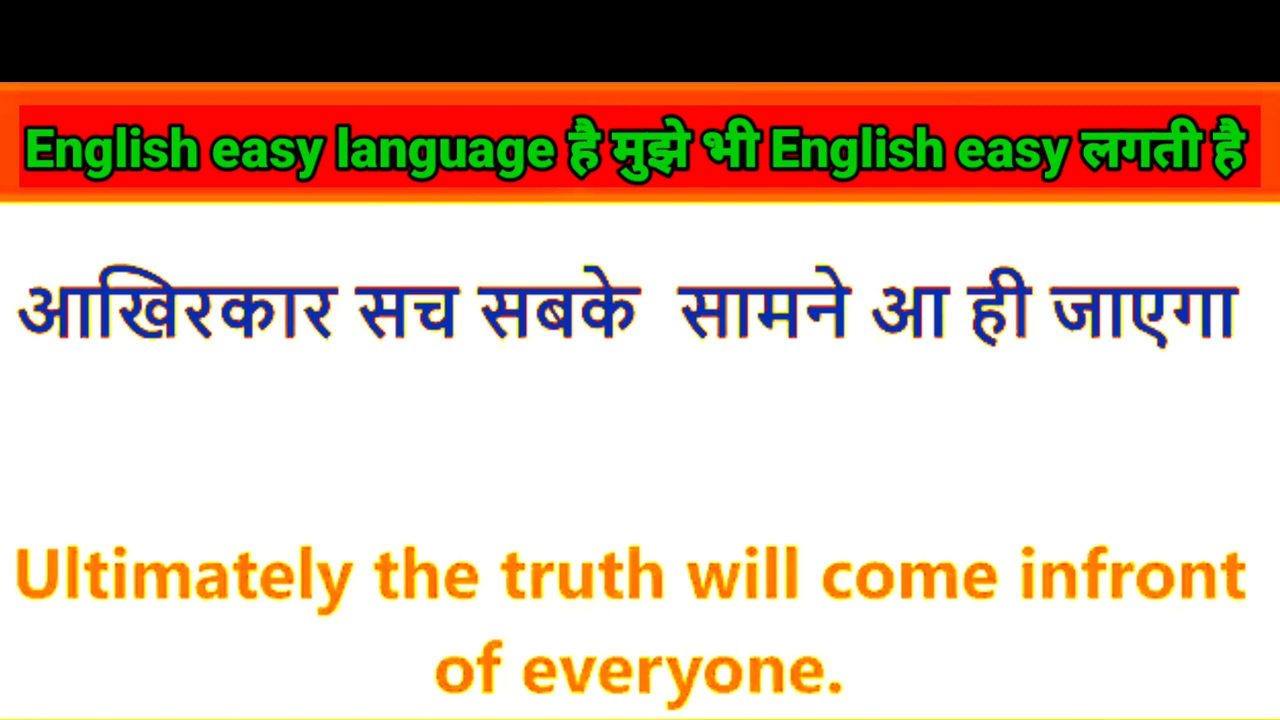 English easy language है मुझे भी English easy लगती है
आखिरकार सच सबके सामने आ ही जाएगा
Ultimately the truth will come infront
of everyone.